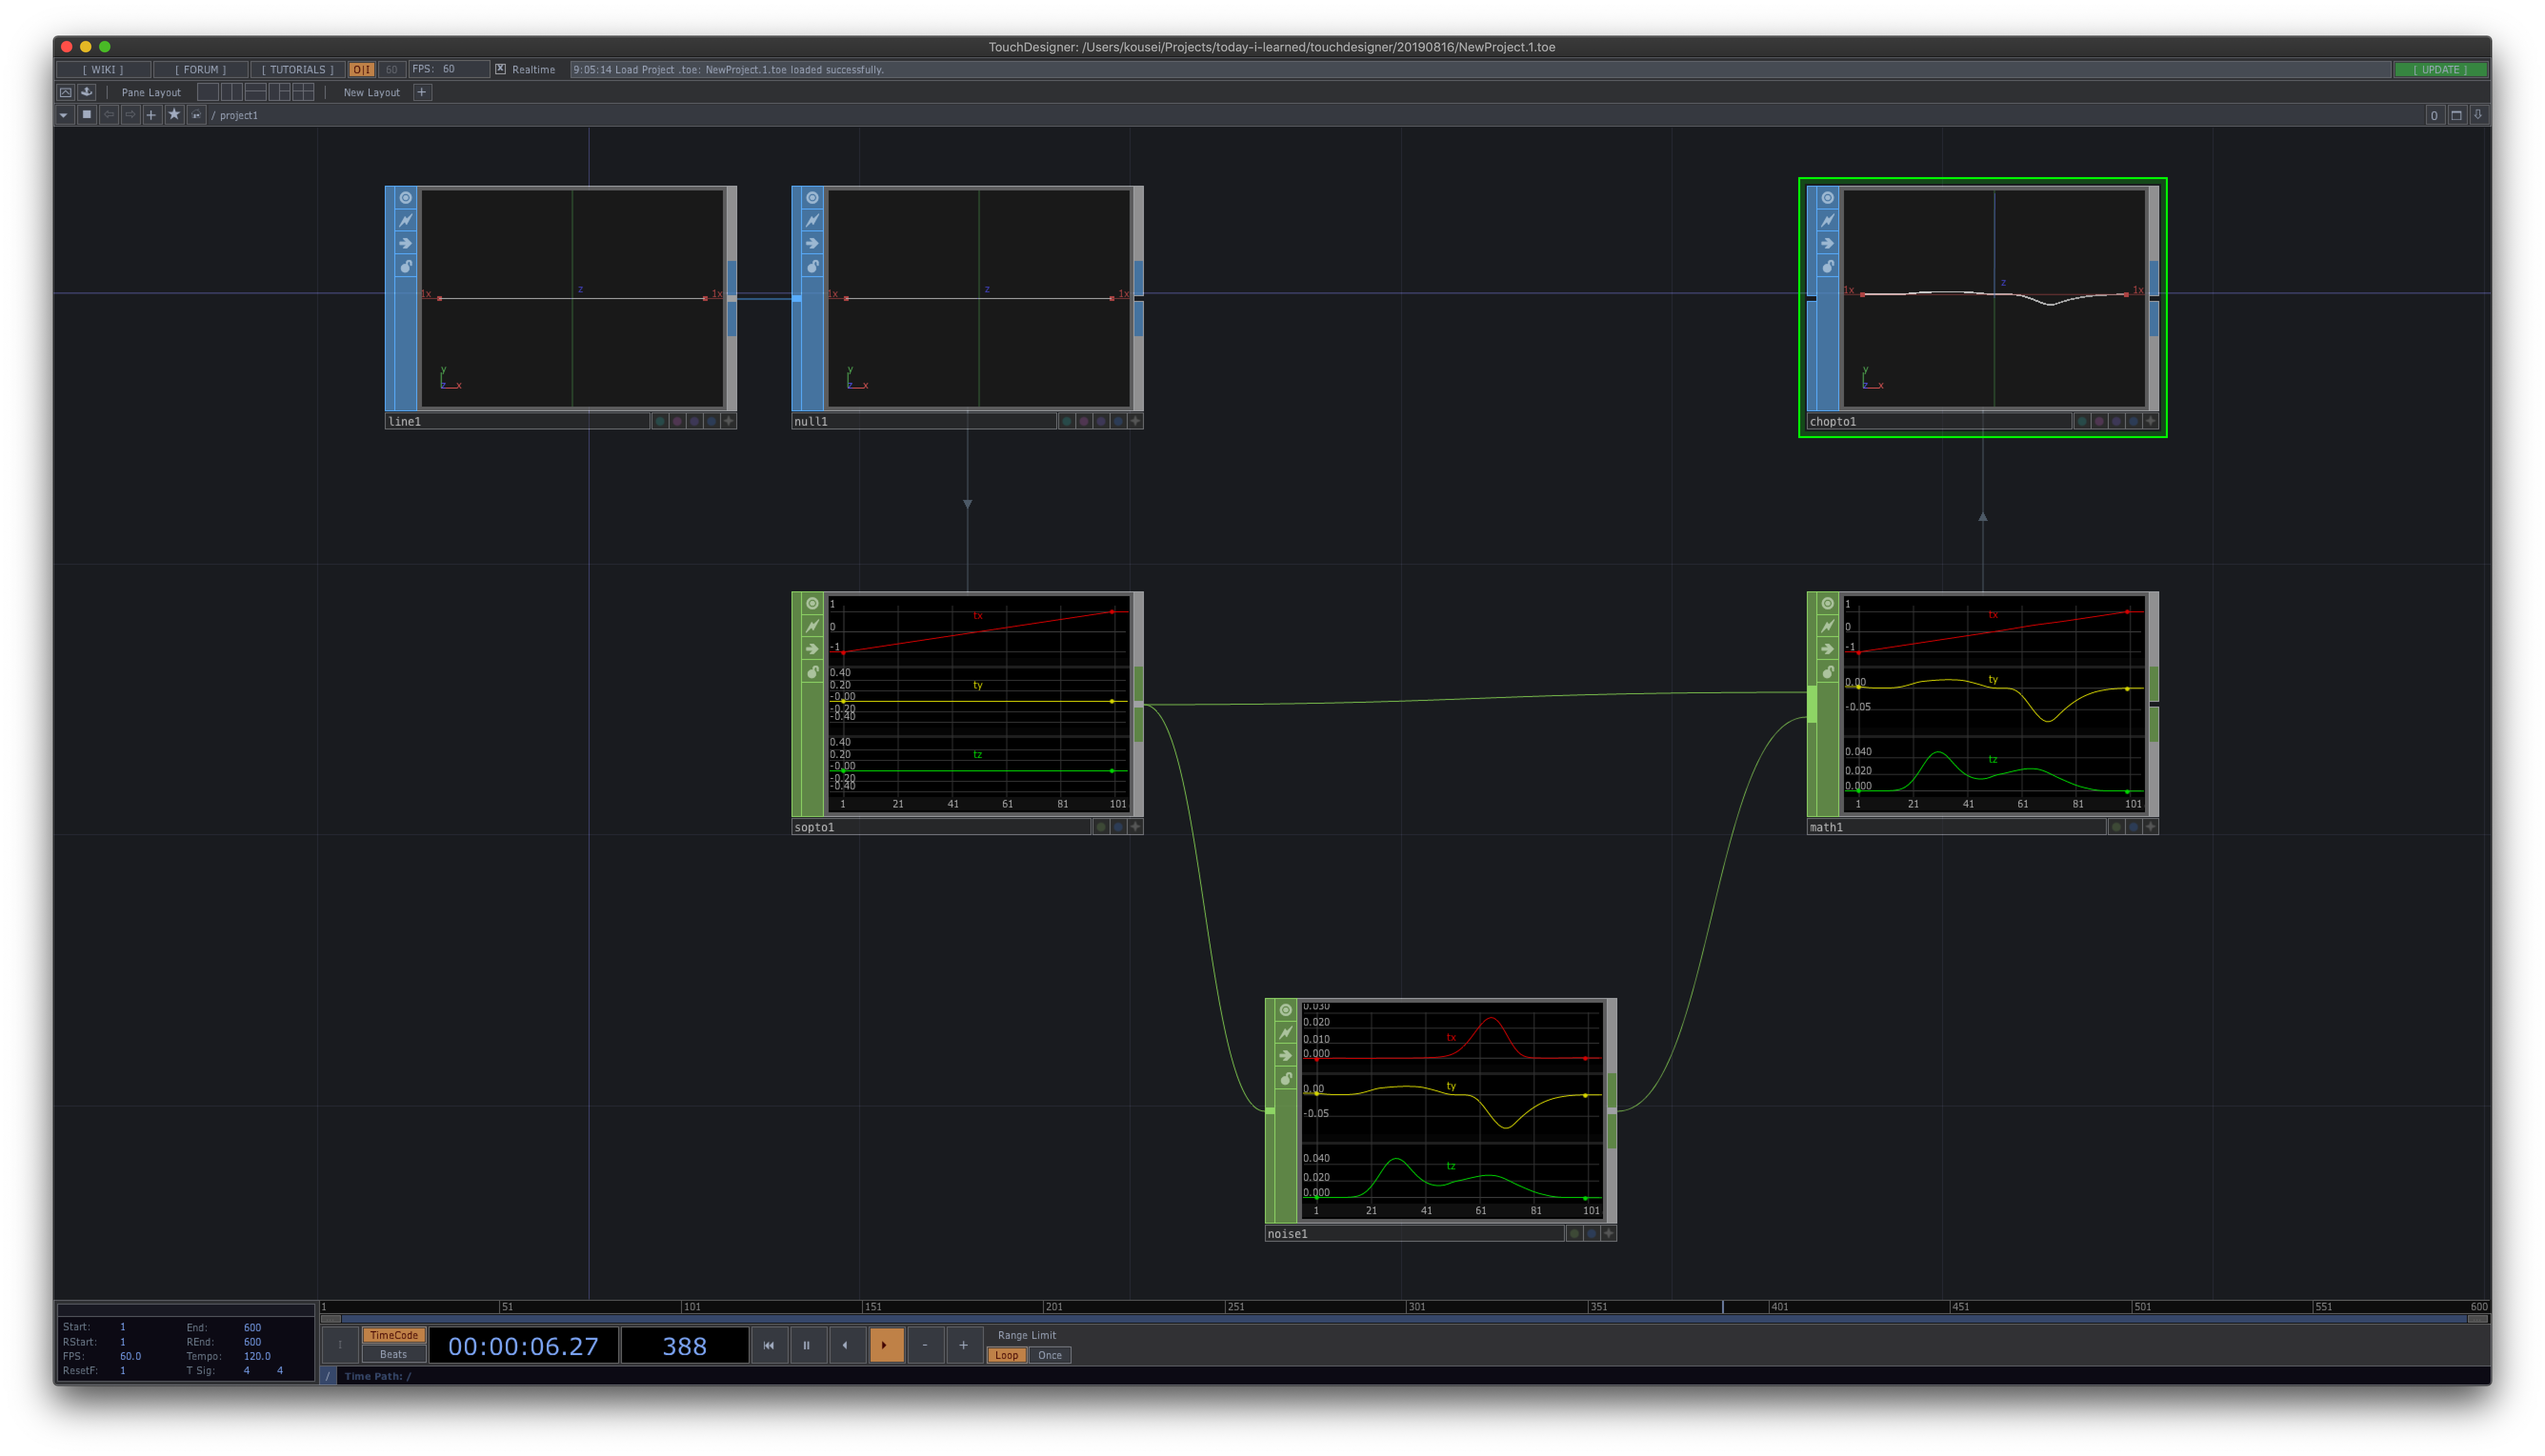 TouchDesigner: /Users/kousei/Projects/today-i-learned/touchdesigner/20190816/NewProject.1.toe
[ WIKI ] [ FORUM ] [ TUTORIALS ] O|I 60 FPS: 60 Realtime 9:05:14 Load Project .toe: NewProject.1.toe loaded successfully. [ UPDATE ]
Pane Layout New Layout +
/ project1 0
z 1x 1x y z x
line1
z 1x 1x y z x
null1
z 1x 1x y z x
chopto1
1 tx
0
-1
0.40
0.20 ty
-0.00
-0.20
-0.40
0.40
0.20 tz
-0.00
-0.20
-0.40
1 21 41 61 81 101
sopto1
1 tx
0
-1
0.00 ty
-0.05
0.040 tz
0.020
0.000
1 21 41 61 81 101
math1
0.030
0.020
0.010 tx
0.000
0.00 ty
-0.05
0.040 tz
0.020
0.000
1 21 41 61 81 101
noise1
1 51 101 151 201 251 301 351 401 451 501 551 600
Start: 1 End: 600
RStart: 1 REnd: 600
FPS: 60.0 Tempo: 120.0
ResetF: 1 T Sig: 4 4
TimeCode
Beats
00:00:06.27 388 - +
Range Limit
Loop Once
/ Time Path: /